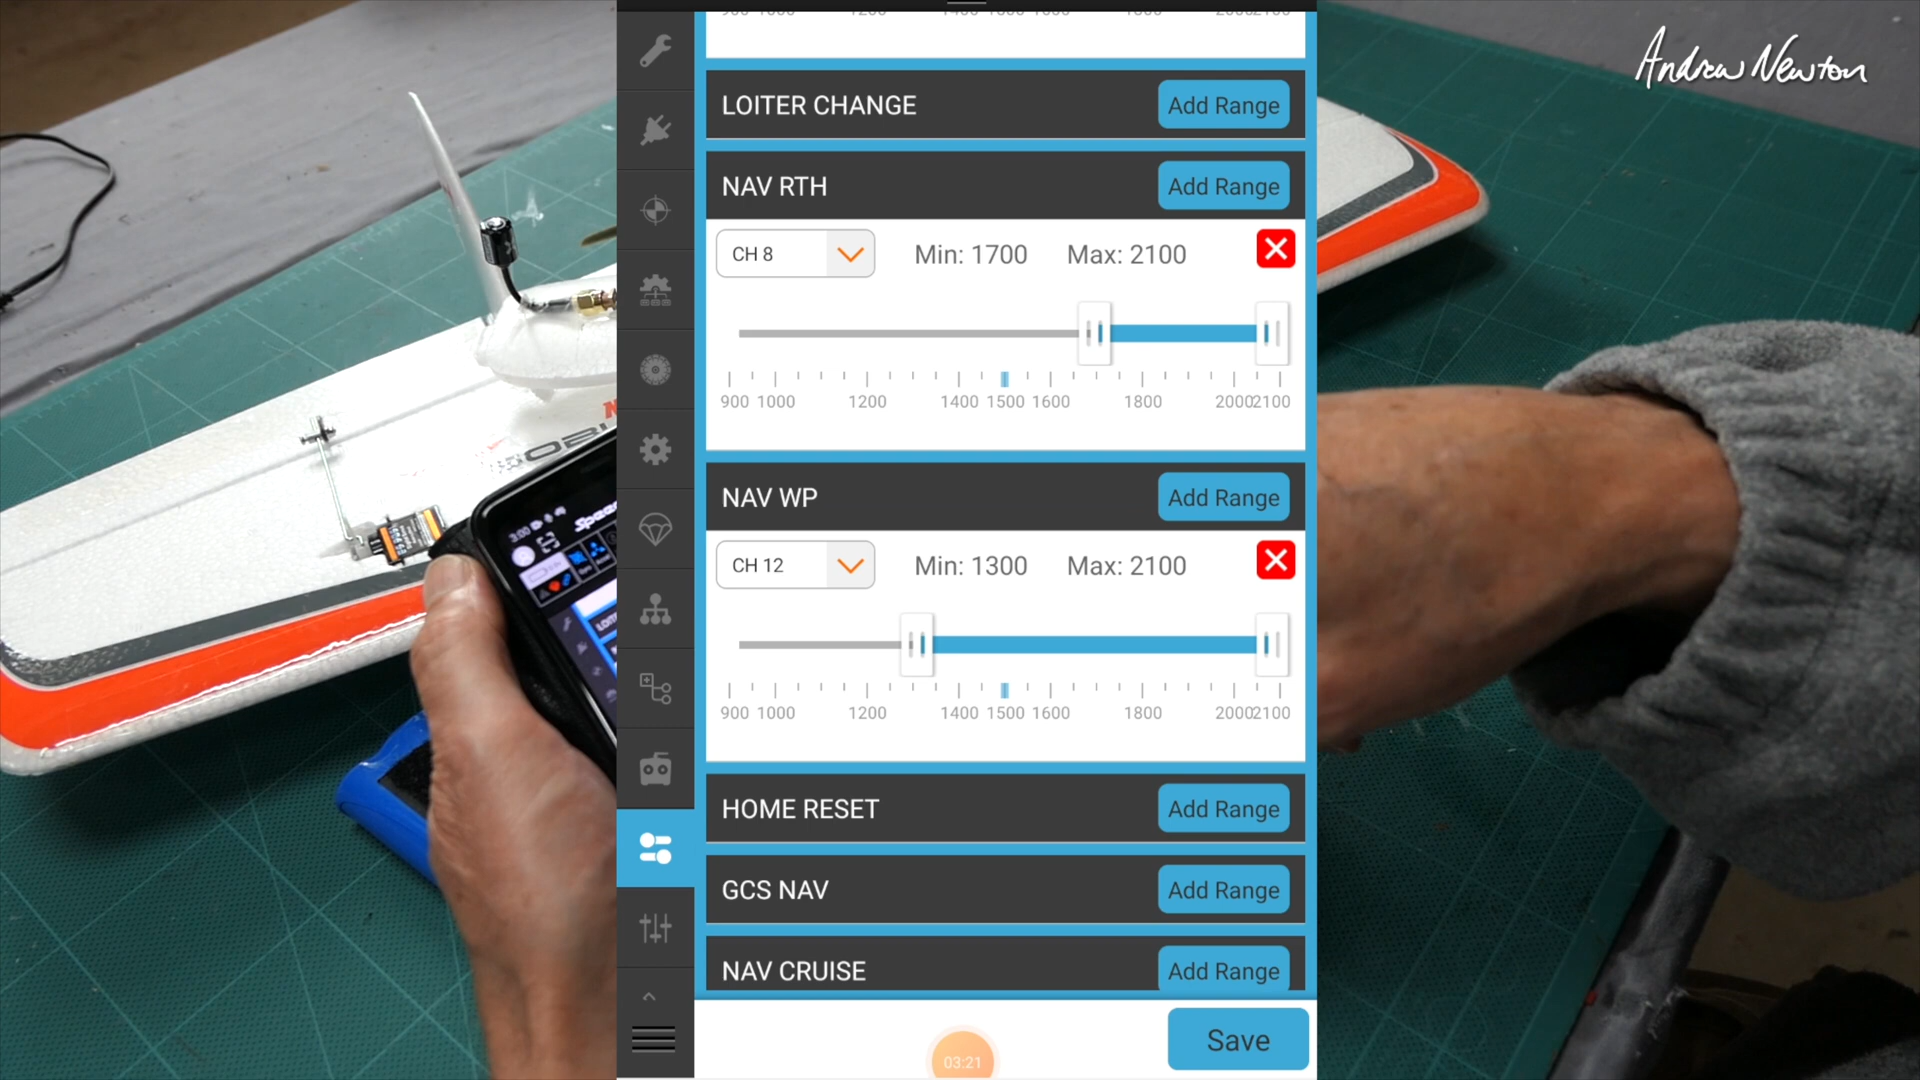 Andrew Newton
LOITER CHANGE
Add Range
NAV RTH
Add Range
CH 8
Min: 1700
Max: 2100
900 1000 1200 1400 1500 1600 1800 2000 2100
NAV WP
Add Range
CH 12
Min: 1300
Max: 2100
900 1000 1200 1400 1500 1600 1800 2000 2100
HOME RESET
Add Range
GCS NAV
Add Range
NAV CRUISE
Add Range
Save
03:21
3:00
Speed